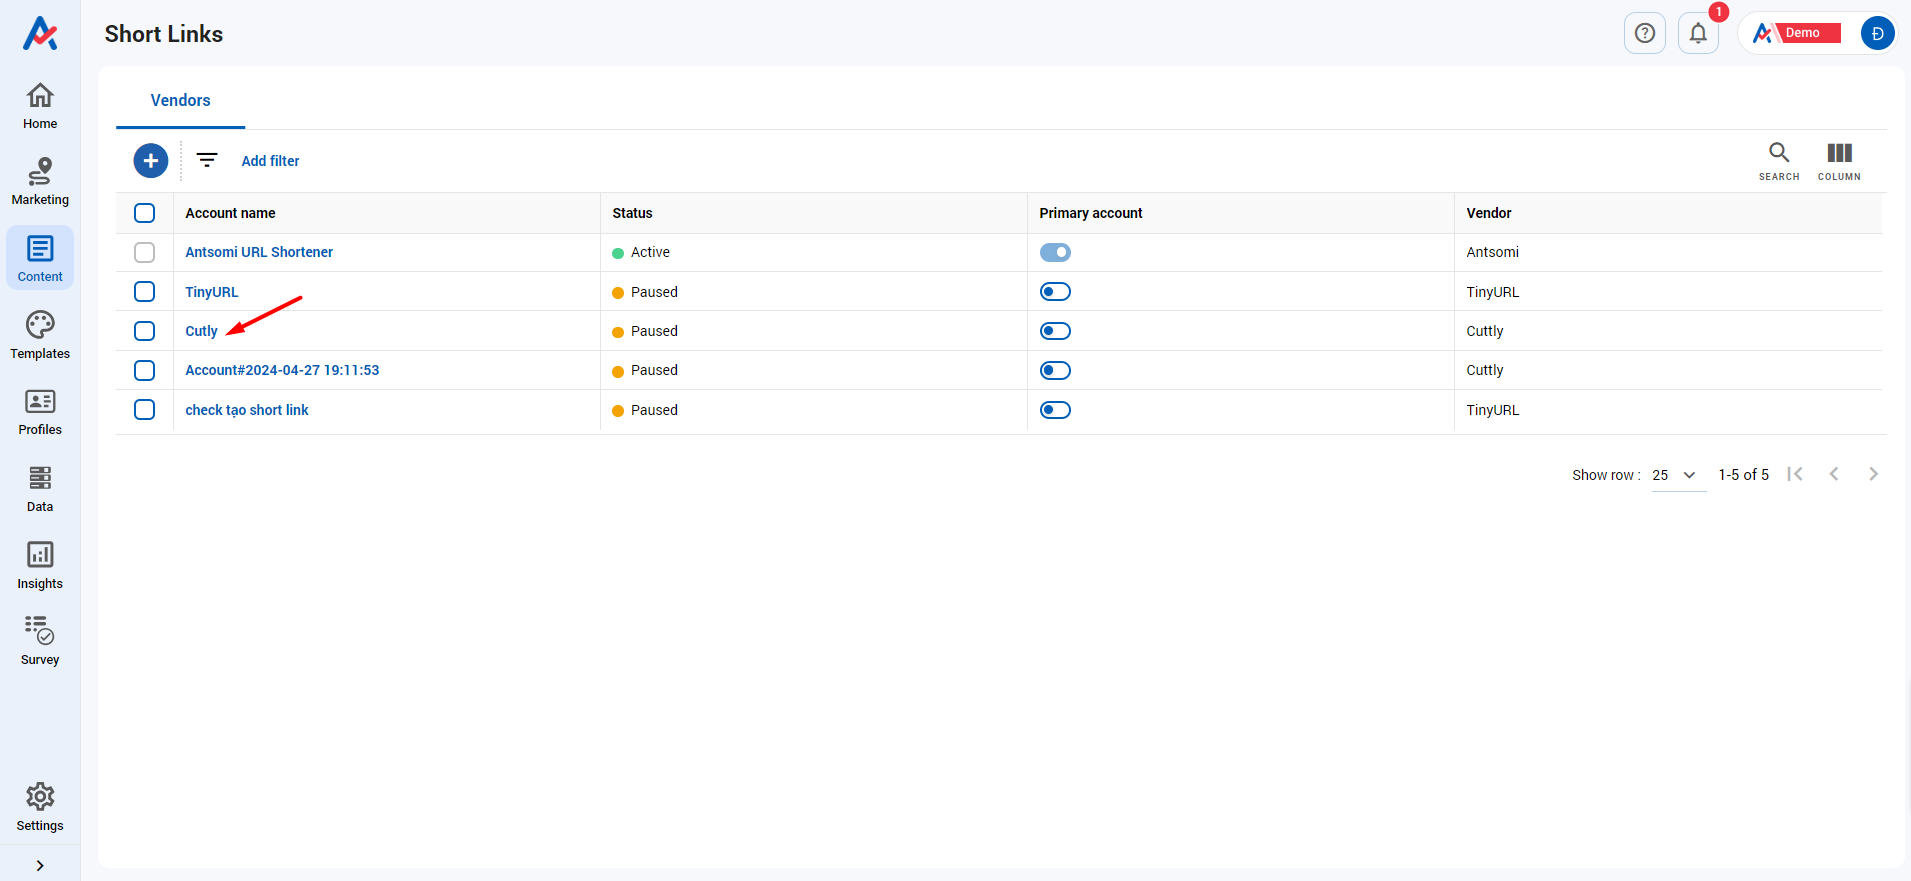 Short Links
1
Demo
Đ
Home
Marketing
Content
Templates
Profiles
Data
Insights
Survey
Settings
Vendors
Add filter
SEARCH
COLUMN
Account name Status Primary account Vendor
Antsomi URL Shortener Active Antsomi
TinyURL Paused TinyURL
Cutly Paused Cuttly
Account#2024-04-27 19:11:53 Paused Cuttly
check tạo short link Paused TinyURL
Show row : 25 1-5 of 5